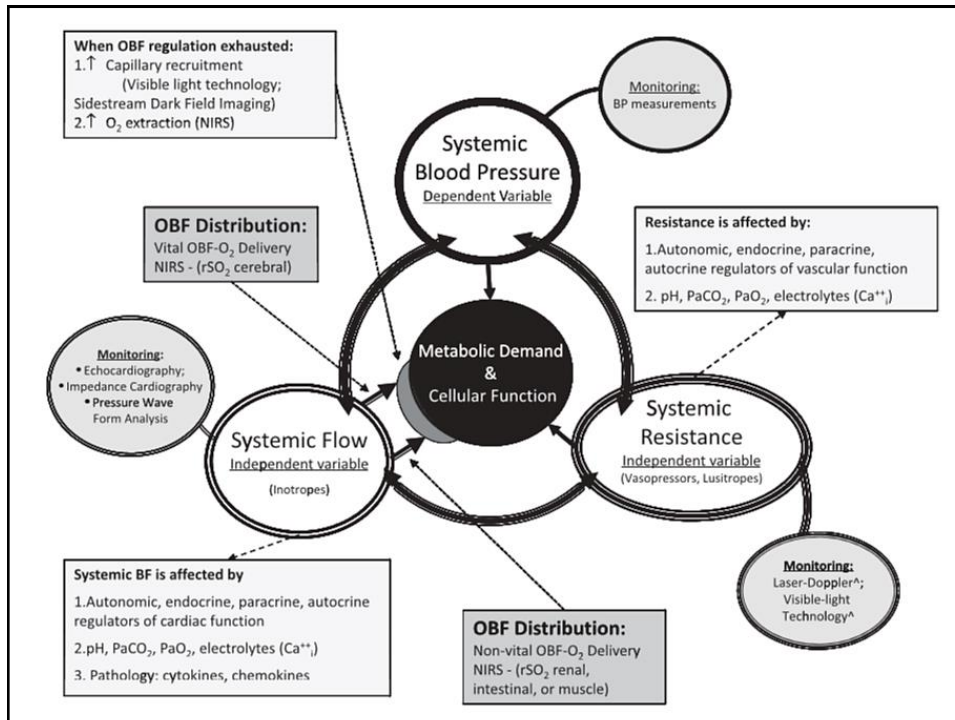 When OBF regulation exhausted:
1.↑ Capillary recruitment
(Visible light technology;
Sidestream Dark Field Imaging)
2.↑ O₂ extraction (NIRS)
Monitoring:
BP measurements
Systemic
Blood Pressure
Dependent Variable
OBF Distribution:
Vital OBF-O₂ Delivery
NIRS - (rSO₂ cerebral)
Resistance is affected by:
1.Autonomic, endocrine, paracrine,
autocrine regulators of vascular function
2. pH, PaCO₂, PaO₂, electrolytes (Ca⁺⁺ᵢ)
Metabolic Demand
&
Cellular Function
Monitoring:
• Echocardiography;
• Impedance Cardiography
• Pressure Wave
Form Analysis
Systemic Flow
Independent variable
(Inotropes)
Systemic
Resistance
Independent variable
(Vasopressors, Lusitropes)
Systemic BF is affected by
1.Autonomic, endocrine, paracrine, autocrine
regulators of cardiac function
2.pH, PaCO₂, PaO₂, electrolytes (Ca⁺⁺ᵢ)
3. Pathology: cytokines, chemokines
OBF Distribution:
Non-vital OBF-O₂ Delivery
NIRS - (rSO₂ renal,
intestinal, or muscle)
Monitoring:
Laser-Doppler^;
Visible-light
Technology^